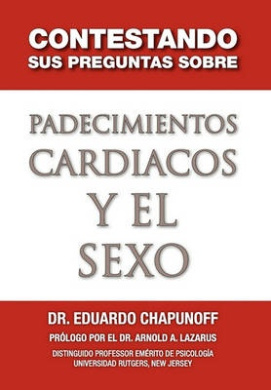 CONTESTANDO
SUS PREGUNTAS SOBRE
PADECIMIENTOS
CARDIACOS
Y EL
SEXO
DR. EDUARDO CHAPUNOFF
PRÓLOGO POR EL DR. ARNOLD A. LAZARUS
DISTINGUIDO PROFESSOR EMÉRITO DE PSICOLOGÍA
UNIVERSIDAD RUTGERS, NEW JERSEY